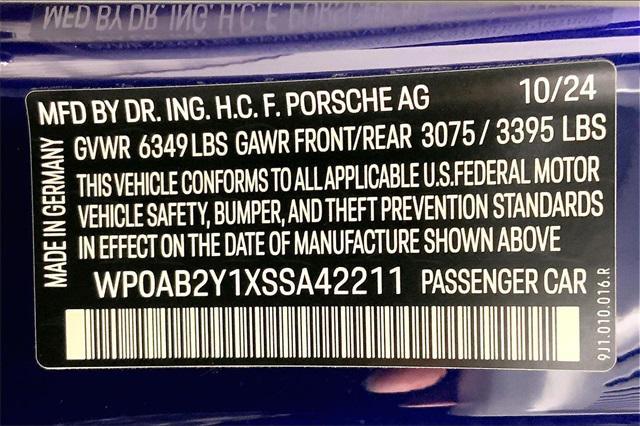 MFD BY DR. ING. H.C. F. PORSCHE AG 10/24
GVWR 6349 LBS GAWR FRONT/REAR 3075 / 3395 LBS
THIS VEHICLE CONFORMS TO ALL APPLICABLE U.S. FEDERAL MOTOR
VEHICLE SAFETY, BUMPER, AND THEFT PREVENTION STANDARDS
IN EFFECT ON THE DATE OF MANUFACTURE SHOWN ABOVE
WP0AB2Y1XSSA42211 PASSENGER CAR
MADE IN GERMANY
9J1.010.016.R